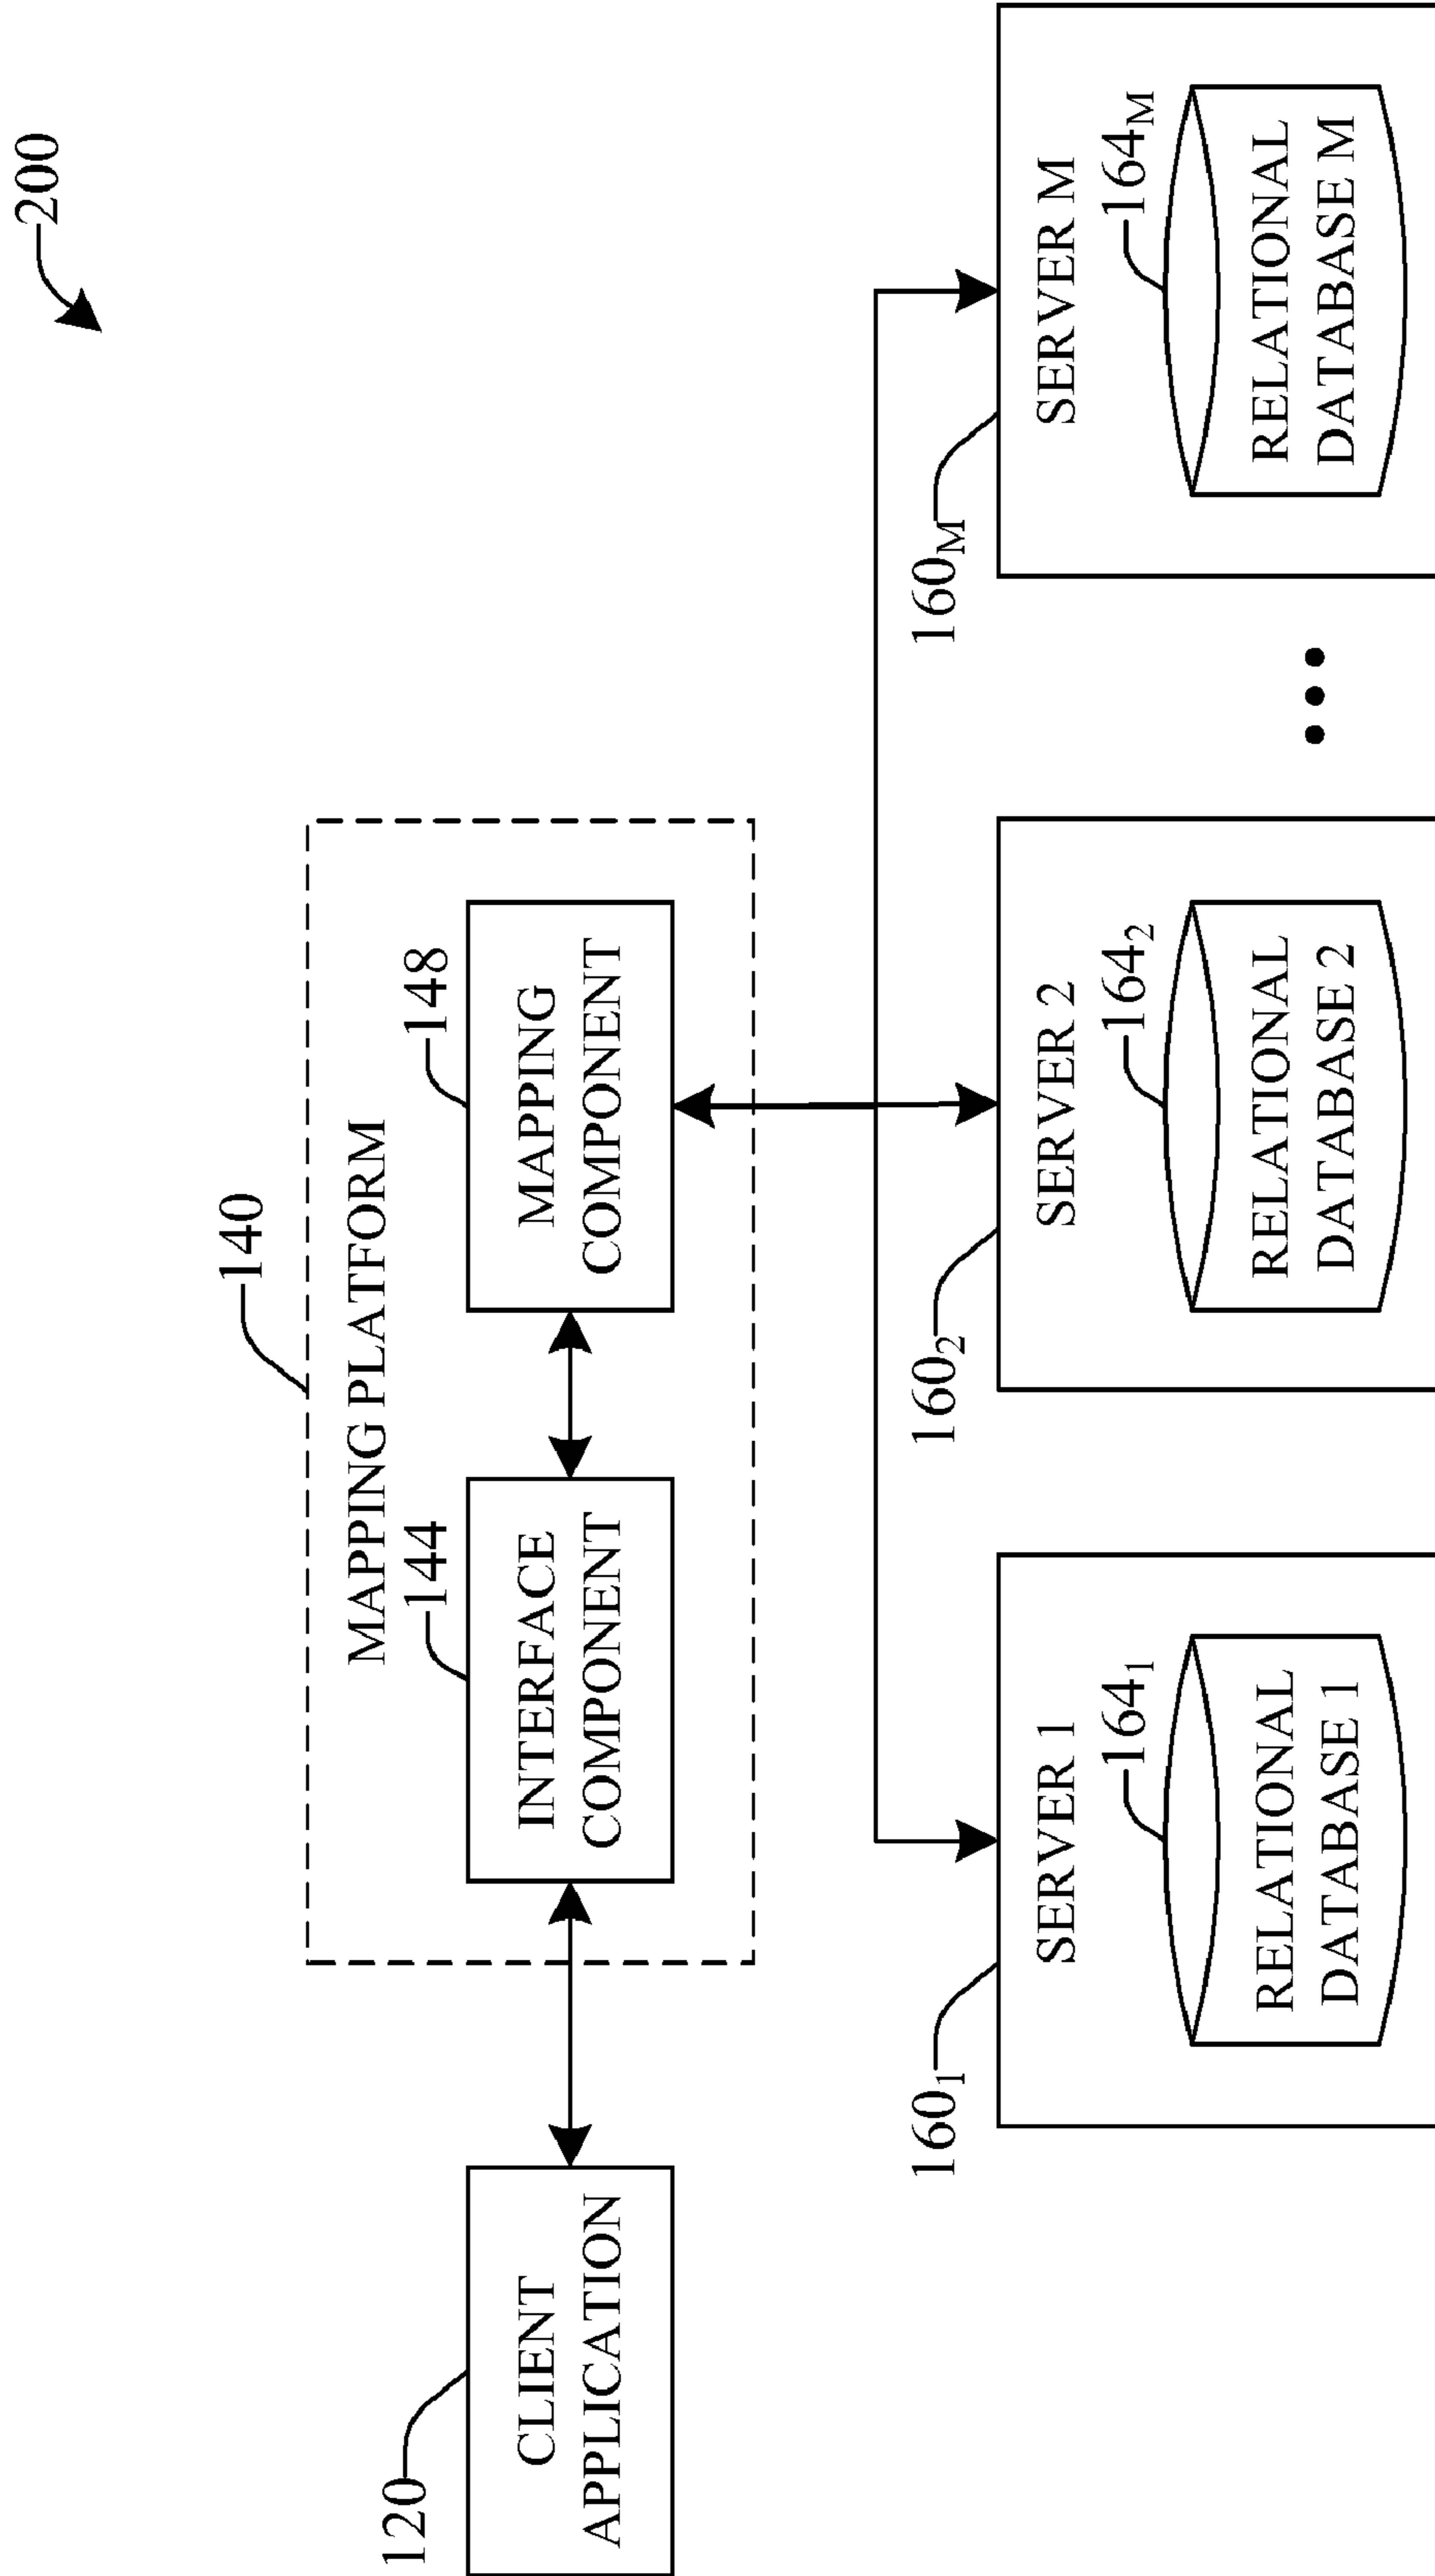 200
140
MAPPING PLATFORM
120
144
148
CLIENT
APPLICATION
INTERFACE
COMPONENT
MAPPING
COMPONENT
160₁
160₂
160M
SERVER 1
SERVER 2
SERVER M
164₁
164₂
164M
RELATIONAL
DATABASE 1
RELATIONAL
DATABASE 2
RELATIONAL
DATABASE M